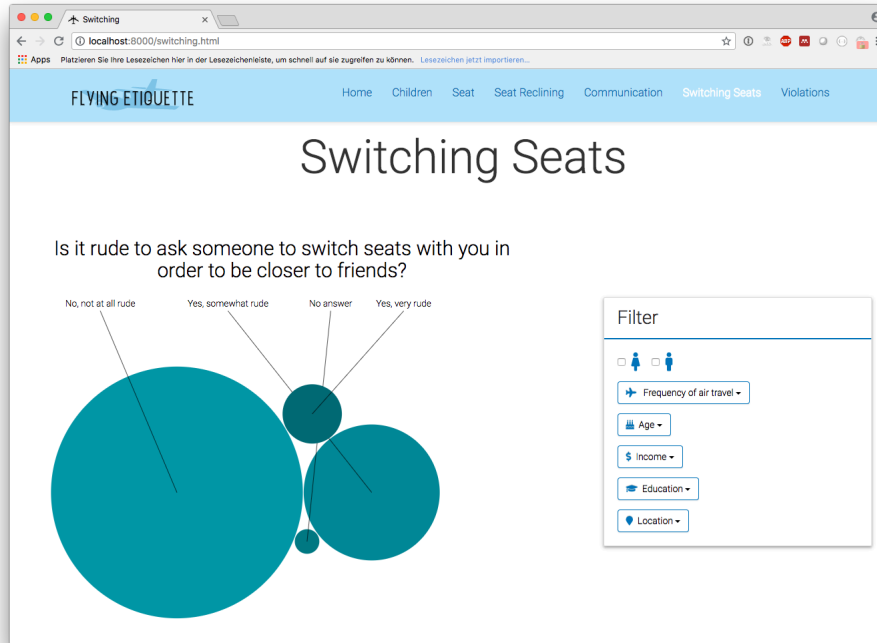 Switching
localhost:8000/switching.html
ABP
Apps Platzieren Sie Ihre Lesezeichen hier in der Lesezeichenleiste, um schnell auf sie zugreifen zu können. Lesezeichen jetzt importieren...
FLYING ETIQUETTE
Home Children Seat Seat Reclining Communication Switching Seats Violations
Switching Seats
Is it rude to ask someone to switch seats with you in
order to be closer to friends?
No, not at all rude Yes, somewhat rude No answer Yes, very rude
Filter
Frequency of air travel
Age
$ Income
Education
Location